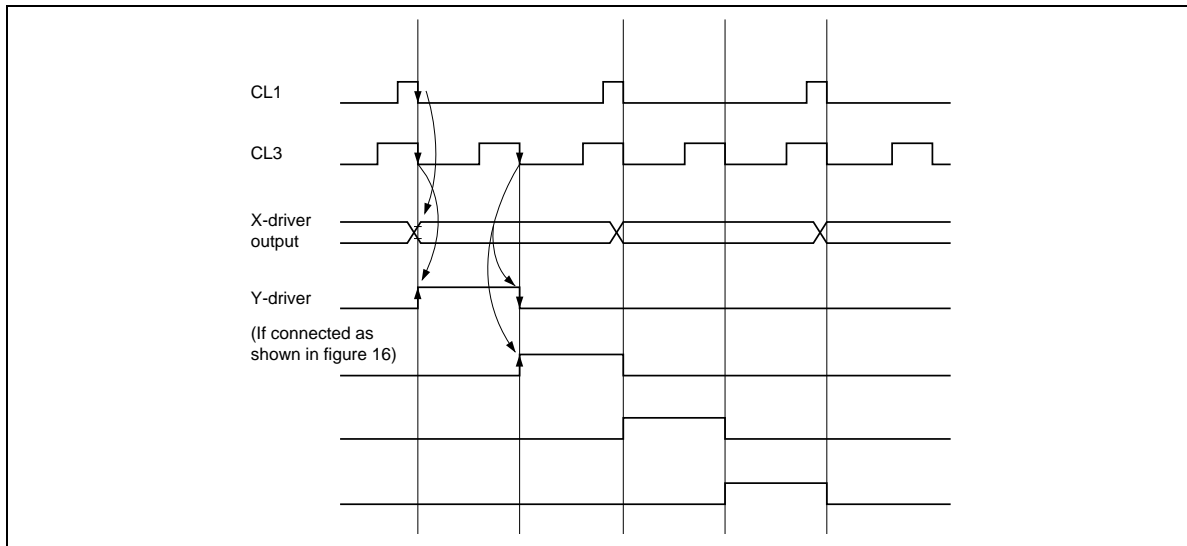 CL1
CL3
X-driver
output
Y-driver
(If connected as
shown in figure 16)